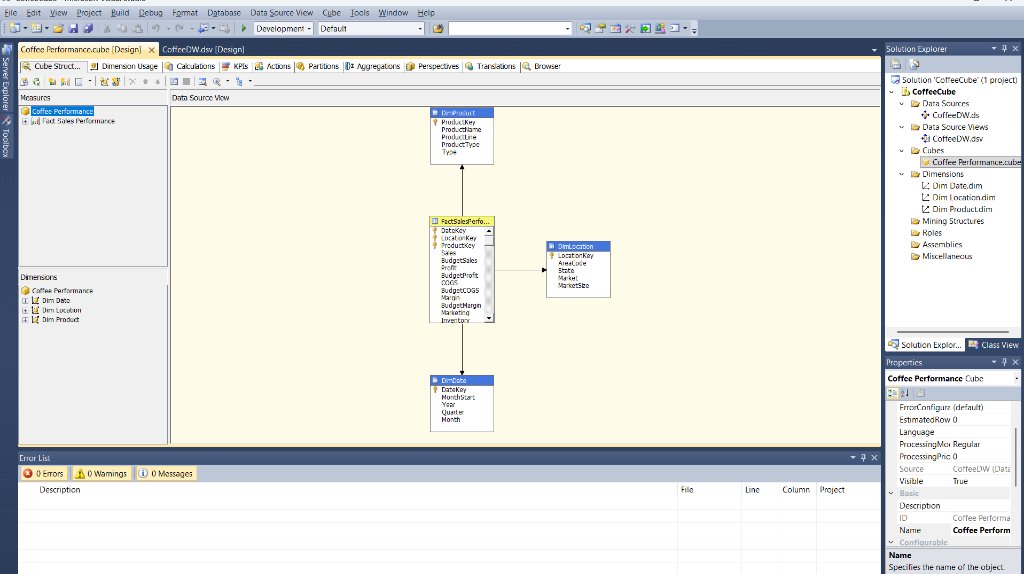 File Edit View Project Build Debug Format Database Data Source View Cube Tools Window Help
Development Default
Coffee Performance.cube [Design] CoffeeDW.dsv [Design]
Cube Struct... Dimension Usage Calculations KPIs Actions Partitions Aggregations Perspectives Translations Browser
Server Explorer
Toolbox
Measures
Coffee Performance
Fact Sales Performance
Dimensions
Coffee Performance
Dim Date
Dim Location
Dim Product
Data Source View
DimProduct
ProductKey
ProductName
ProductLine
ProductType
Type
FactSalesPerfo...
DateKey
LocationKey
ProductKey
Sales
BudgetSales
Profit
BudgetProfit
COGS
BudgetCOGS
Margin
BudgetMargin
Marketing
Inventory
DimLocation
LocationKey
AreaCode
State
Market
MarketSize
DimDate
DateKey
MonthStart
Year
Quarter
Month
Solution Explorer
Solution 'CoffeeCube' (1 project)
CoffeeCube
Data Sources
CoffeeDW.ds
Data Source Views
CoffeeDW.dsv
Cubes
Coffee Performance.cube
Dimensions
Dim Date.dim
Dim Location.dim
Dim Product.dim
Mining Structures
Roles
Assemblies
Miscellaneous
Solution Explor... Class View
Properties
Coffee Performance Cube
ErrorConfigura (default)
EstimatedRow 0
Language
ProcessingMo Regular
ProcessingPrio 0
Source CoffeeDW (Data
Visible True
Basic
Description
ID Coffee Performa
Name Coffee Perform
Configurable
Name
Specifies the name of the object.
Error List
0 Errors 0 Warnings 0 Messages
Description File Line Column Project